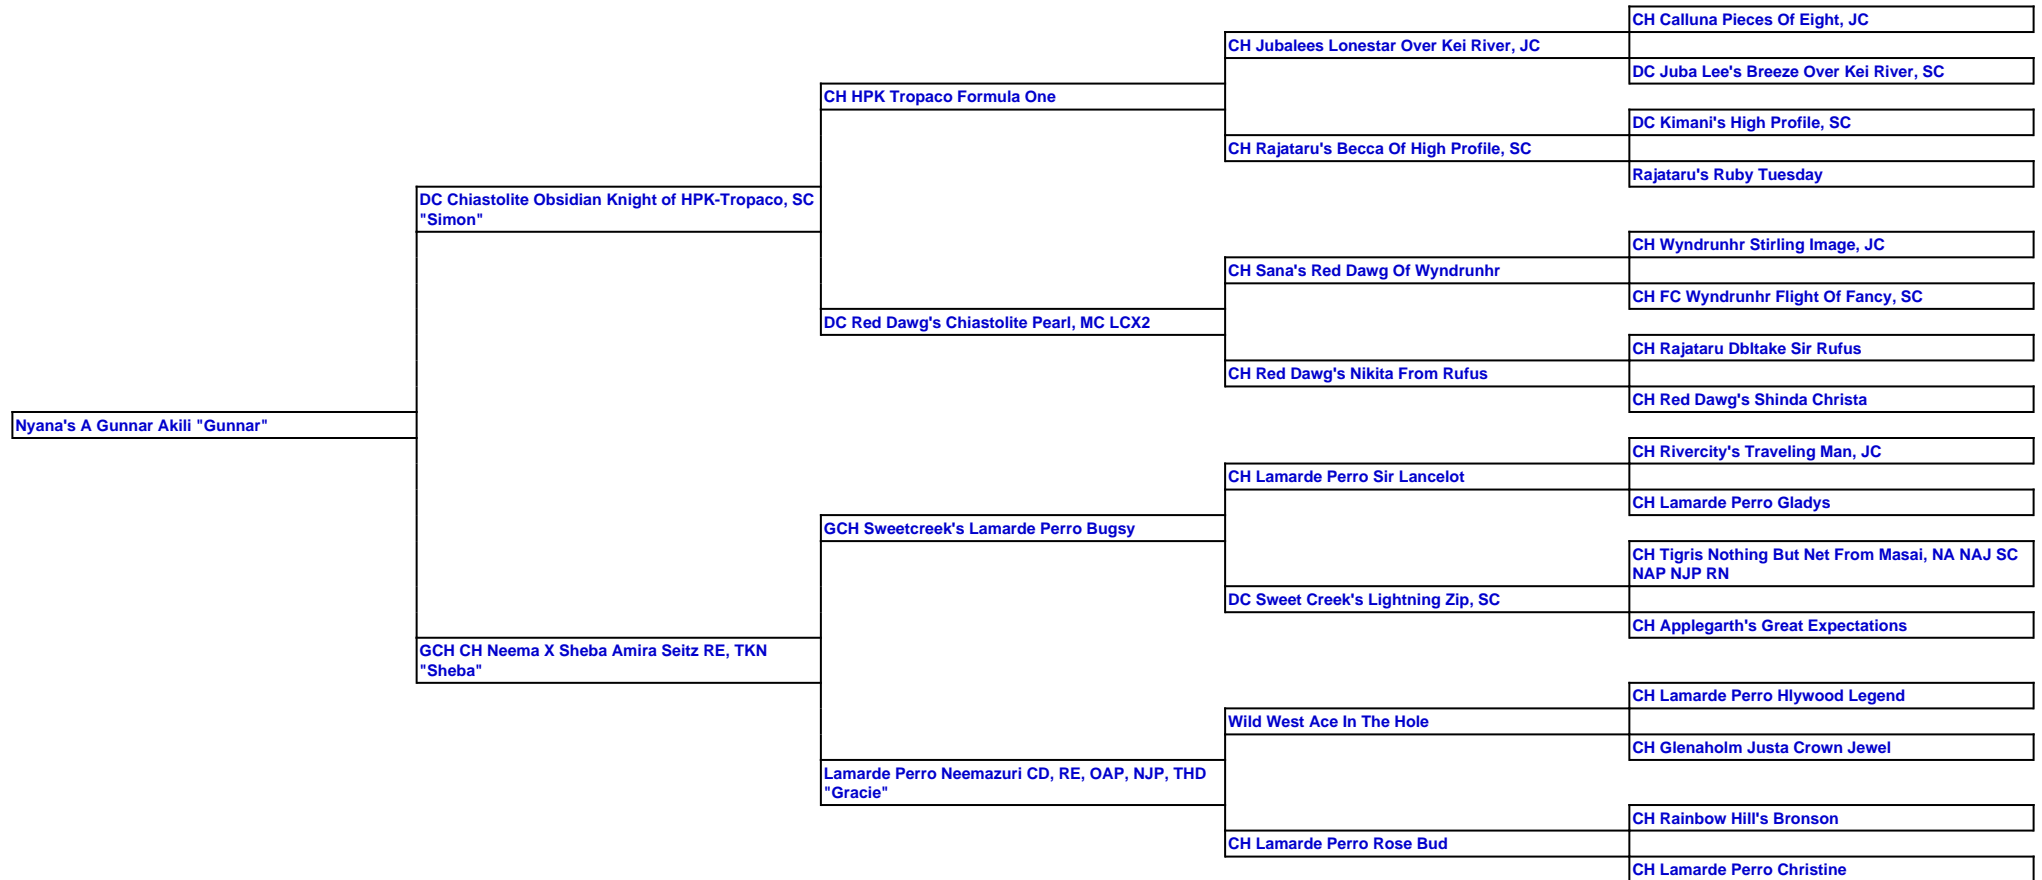 CH Calluna Pieces Of Eight, JC
CH Jubalees Lonestar Over Kei River, JC
DC Juba Lee's Breeze Over Kei River, SC
CH HPK Tropaco Formula One
DC Kimani's High Profile, SC
CH Rajataru's Becca Of High Profile, SC
Rajataru's Ruby Tuesday
DC Chiastolite Obsidian Knight of HPK-Tropaco, SC
"Simon"
CH Wyndrunhr Stirling Image, JC
CH Sana's Red Dawg Of Wyndrunhr
CH FC Wyndrunhr Flight Of Fancy, SC
DC Red Dawg's Chiastolite Pearl, MC LCX2
CH Rajataru Dbltake Sir Rufus
CH Red Dawg's Nikita From Rufus
CH Red Dawg's Shinda Christa
Nyana's A Gunnar Akili "Gunnar"
CH Rivercity's Traveling Man, JC
CH Lamarde Perro Sir Lancelot
CH Lamarde Perro Gladys
GCH Sweetcreek's Lamarde Perro Bugsy
CH Tigris Nothing But Net From Masai, NA NAJ SC
NAP NJP RN
DC Sweet Creek's Lightning Zip, SC
CH Applegarth's Great Expectations
GCH CH Neema X Sheba Amira Seitz RE, TKN
"Sheba"
CH Lamarde Perro Hlywood Legend
Wild West Ace In The Hole
CH Glenaholm Justa Crown Jewel
Lamarde Perro Neemazuri CD, RE, OAP, NJP, THD
"Gracie"
CH Rainbow Hill's Bronson
CH Lamarde Perro Rose Bud
CH Lamarde Perro Christine